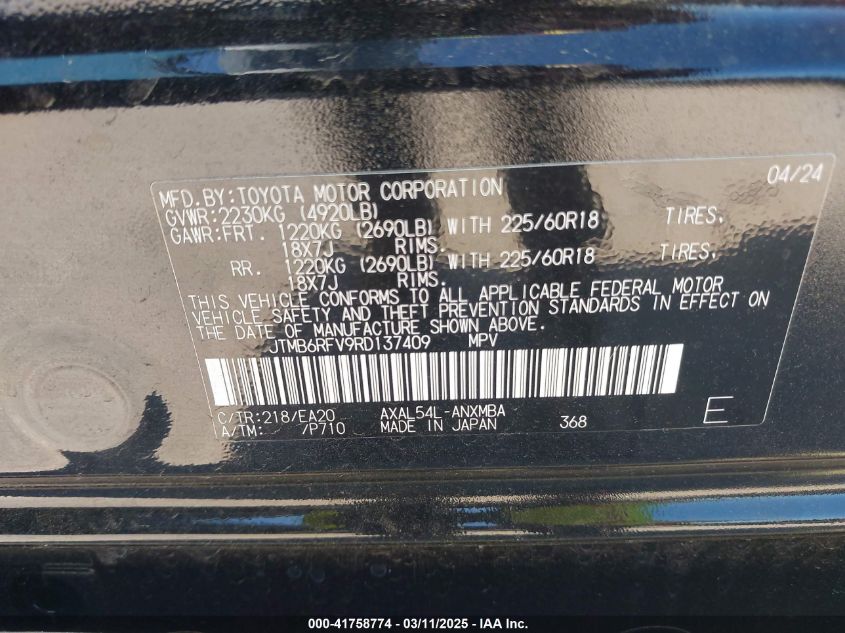 04/24
MFD.BY:TOYOTA MOTOR CORPORATION
GVWR:2230KG (4920LB)
GAWR:FRT. 1220KG (2690LB) WITH 225/60R18 TIRES,
18X7J RIMS.
RR. 1220KG (2690LB) WITH 225/60R18 TIRES,
18X7J RIMS.
THIS VEHICLE CONFORMS TO ALL APPLICABLE FEDERAL MOTOR
VEHICLE SAFETY AND THEFT PREVENTION STANDARDS IN EFFECT ON
THE DATE OF MANUFACTURE SHOWN ABOVE.
JTMB6RFV9RD137409 MPV
C/TR:218/EA20 AXAL54L-ANXMBA E
A/TM: /P710 MADE IN JAPAN 368
000-41758774 / 03/11/2025 / IAA Inc.